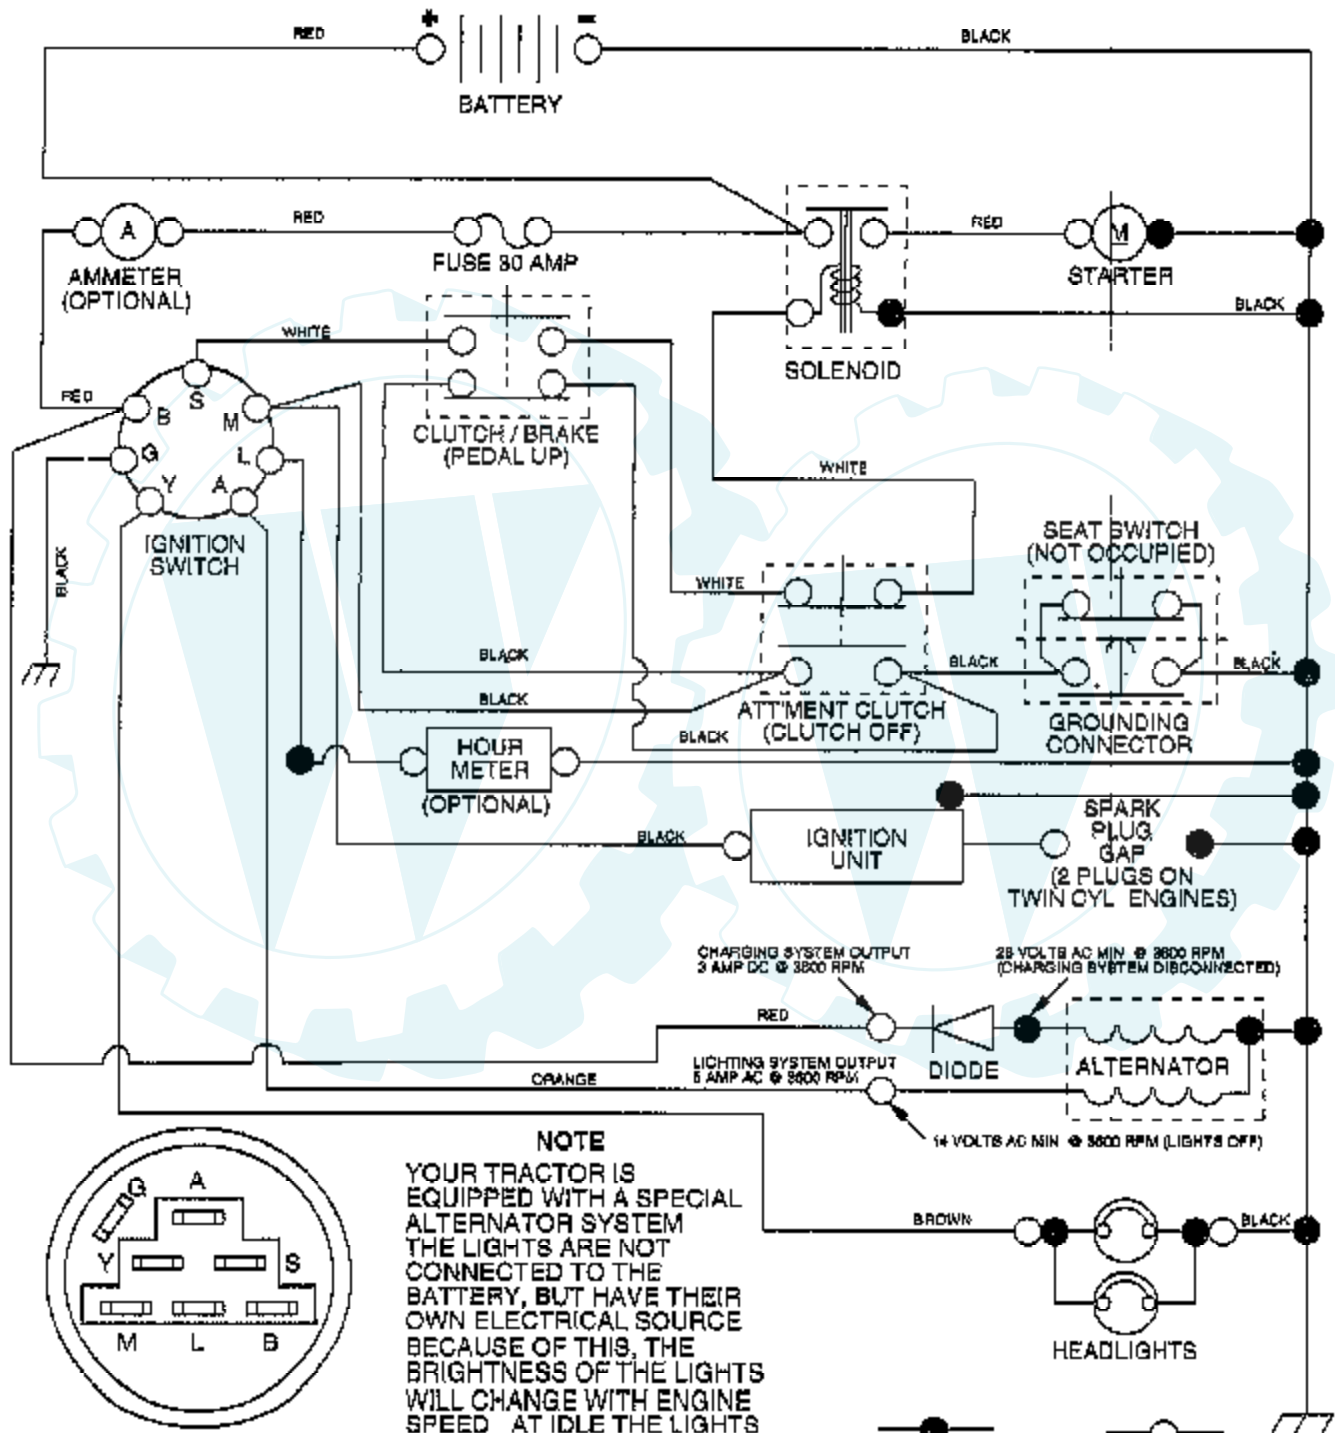 + -
RED
BLACK
BATTERY
RED
A
RED
M
AMMETER
(OPTIONAL)
FUSE 30 AMP
STARTER
BLACK
WHITE
SOLENOID
RED
S
B
M
G
L
Y
A
CLUTCH / BRAKE
(PEDAL UP)
WHITE
IGNITION
SWITCH
BLACK
SEAT SWITCH
(NOT OCCUPIED)
WHITE
BLACK
BLACK
BLACK
BLACK
ATT'MENT CLUTCH
(CLUTCH OFF)
GROUNDING
CONNECTOR
BLACK
HOUR
METER
(OPTIONAL)
BLACK
IGNITION
UNIT
SPARK
PLUG
GAP
(2 PLUGS ON
TWIN CYL ENGINES)
CHARGING SYSTEM OUTPUT
3 AMP DC @ 3600 RPM
28 VOLTS AC MIN @ 3600 RPM
(CHARGING SYSTEM DISCONNECTED)
RED
DIODE
ALTERNATOR
LIGHTING SYSTEM OUTPUT
5 AMP AC @ 3600 RPM
ORANGE
14 VOLTS AC MIN @ 3600 RPM (LIGHTS OFF)
BROWN
BLACK
HEADLIGHTS
G
A
Y
S
M
L
B
NOTE
YOUR TRACTOR IS
EQUIPPED WITH A SPECIAL
ALTERNATOR SYSTEM
THE LIGHTS ARE NOT
CONNECTED TO THE
BATTERY, BUT HAVE THEIR
OWN ELECTRICAL SOURCE
BECAUSE OF THIS, THE
BRIGHTNESS OF THE LIGHTS
WILL CHANGE WITH ENGINE
SPEED AT IDLE THE LIGHTS